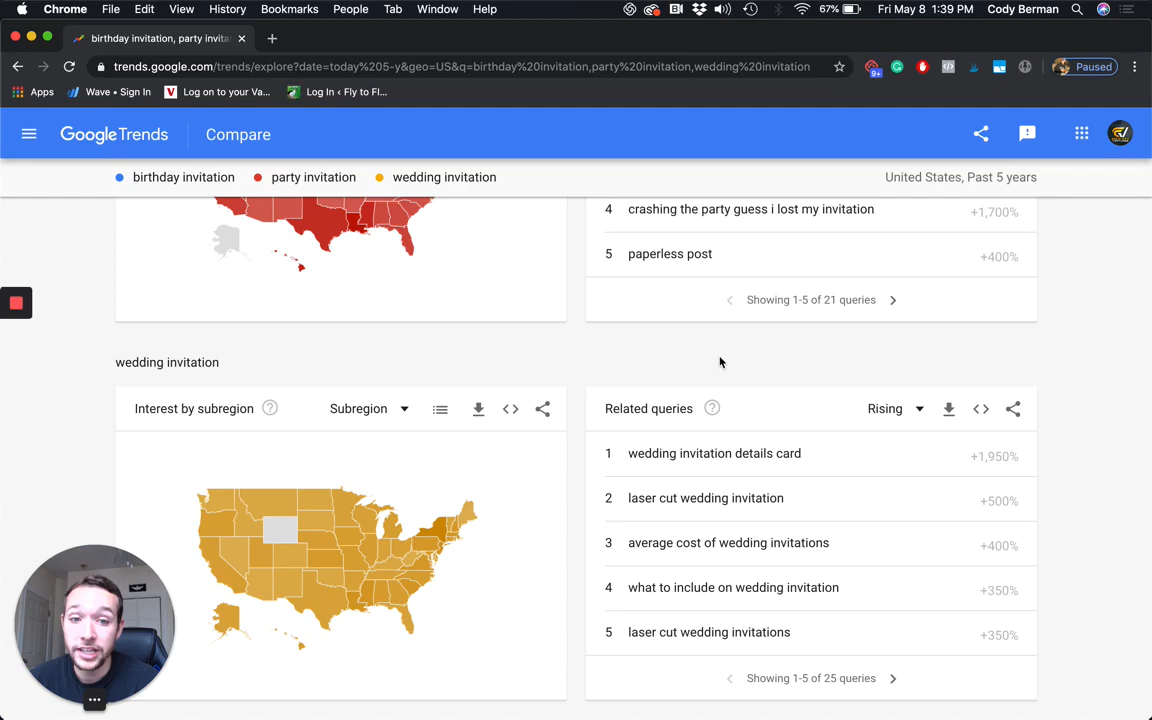 Chrome File Edit View History Bookmarks People Tab Window Help 67% Fri May 8 1:39 PM Cody Berman
birthday invitation, party invita
trends.google.com/trends/explore?date=today%205-y&geo=US&q=birthday%20invitation,party%20invitation,wedding%20invitation 9+ Paused
Apps Wave • Sign In Log on to your Va... Log In ‹ Fly to Fl...
Google Trends Compare
birthday invitation party invitation wedding invitation United States, Past 5 years
4 crashing the party guess i lost my invitation +1,700%
5 paperless post +400%
Showing 1-5 of 21 queries
wedding invitation
Interest by subregion Subregion
Related queries Rising
1 wedding invitation details card +1,950%
2 laser cut wedding invitation +500%
3 average cost of wedding invitations +400%
4 what to include on wedding invitation +350%
5 laser cut wedding invitations +350%
Showing 1-5 of 25 queries